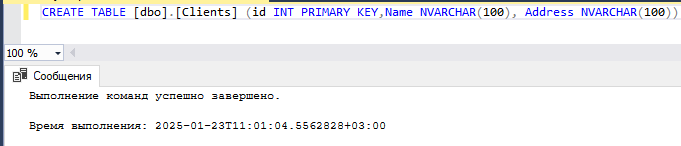 CREATE TABLE [dbo].[Clients] (id INT PRIMARY KEY,Name NVARCHAR(100), Address NVARCHAR(100))
100 %
Сообщения
Выполнение команд успешно завершено.
Время выполнения: 2025-01-23T11:01:04.5562828+03:00